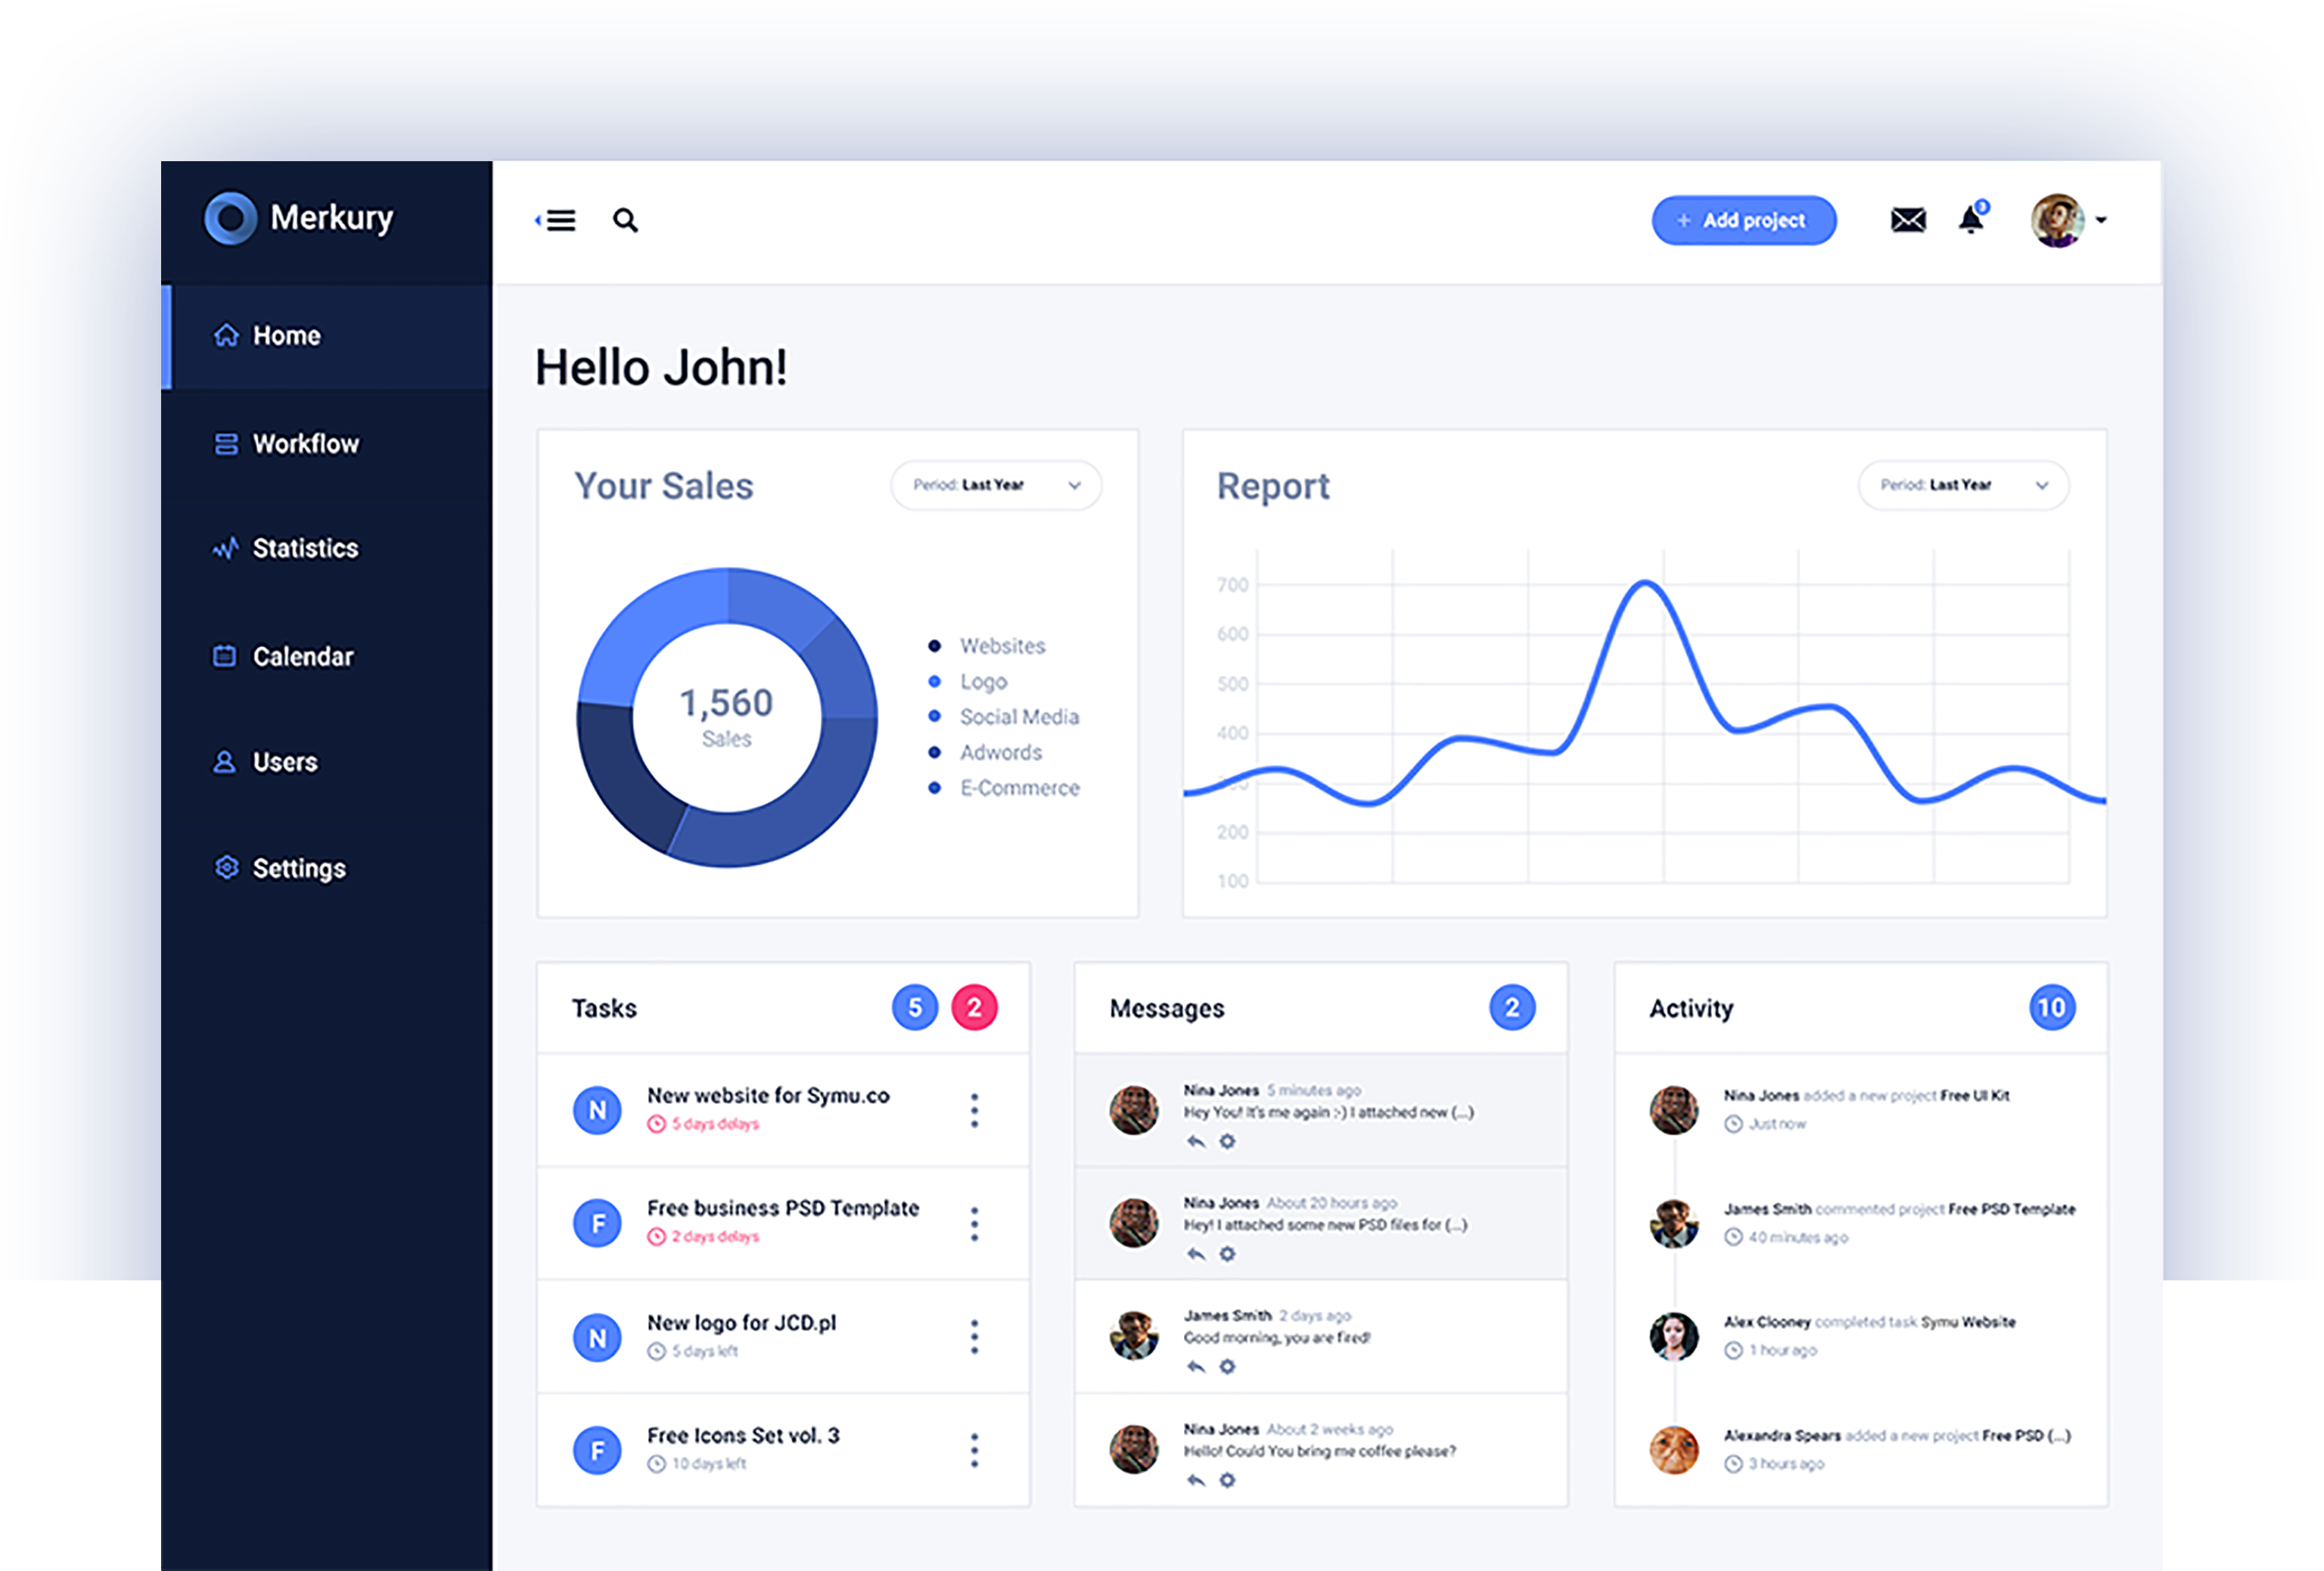 Merkury
+ Add project
3
Home
Workflow
Statistics
Calendar
Users
Settings
Hello John!
Your Sales
Period: Last Year
1,560
Sales
Websites
Logo
Social Media
Adwords
E-Commerce
Report
Period: Last Year
700
600
500
400
200
100
Tasks
5
2
N
New website for Symu.co
5 days delays
F
Free business PSD Template
2 days delays
N
New logo for JCD.pl
5 days left
F
Free Icons Set vol. 3
10 days left
Messages
2
Nina Jones 5 minutes ago
Hey You! It's me again :-) I attached new (...)
Nina Jones About 20 hours ago
Hey! I attached some new PSD files for (...)
James Smith 2 days ago
Good morning, you are fired!
Nina Jones About 2 weeks ago
Hello! Could You bring me coffee please?
Activity
10
Nina Jones added a new project Free UI Kit
Just now
James Smith commented project Free PSD Template
40 minutes ago
Alex Clooney completed task Symu Website
1 hour ago
Alexandra Spears added a new project Free PSD (...)
3 hours ago